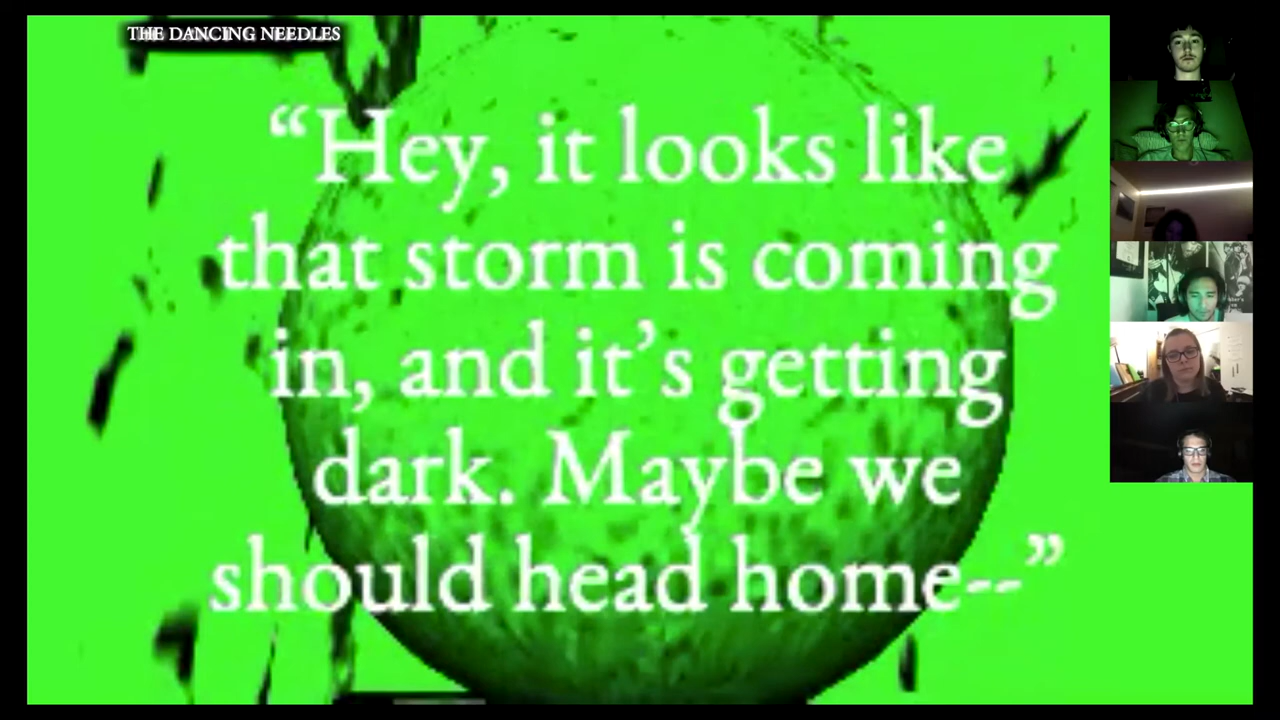 THE DANCING NEEDLES
“Hey, it looks like
that storm is coming
in, and it’s getting
dark. Maybe we
should head home--”